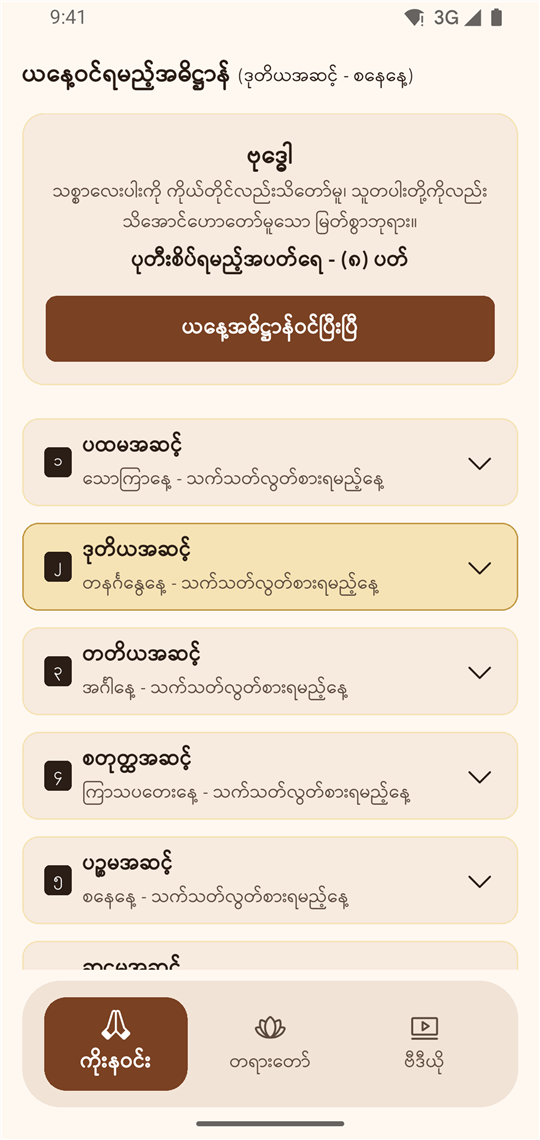 9:41
3G
ယနေ့ဝင်ရမည့်အဓိဋ္ဌာန် (ဒုတိယအဆင့် - စနေနေ့)
ဗုဒ္ဓေါ
သစ္စာလေးပါးကို ကိုယ်တိုင်လည်းသိတော်မူ၊ သူတပါးတို့ကိုလည်း
သိအောင်ဟောတော်မူသော မြတ်စွာဘုရား။
ပုတီးစိပ်ရမည့်အပတ်ရေ - (၈) ပတ်
ယနေ့အဓိဋ္ဌာန်ဝင်ပြီးပြီ
၁
ပထမအဆင့်
သောကြာနေ့ - သက်သတ်လွတ်စားရမည့်နေ့
၂
ဒုတိယအဆင့်
တနင်္ဂနွေနေ့ - သက်သတ်လွတ်စားရမည့်နေ့
၃
တတိယအဆင့်
အင်္ဂါနေ့ - သက်သတ်လွတ်စားရမည့်နေ့
၄
စတုတ္ထအဆင့်
ကြာသပတေးနေ့ - သက်သတ်လွတ်စားရမည့်နေ့
၅
ပဉ္စမအဆင့်
စနေနေ့ - သက်သတ်လွတ်စားရမည့်နေ့
ဆဌမအဆင့်
ကိုးနဝင်း
တရားတော်
ဗီဒီယို